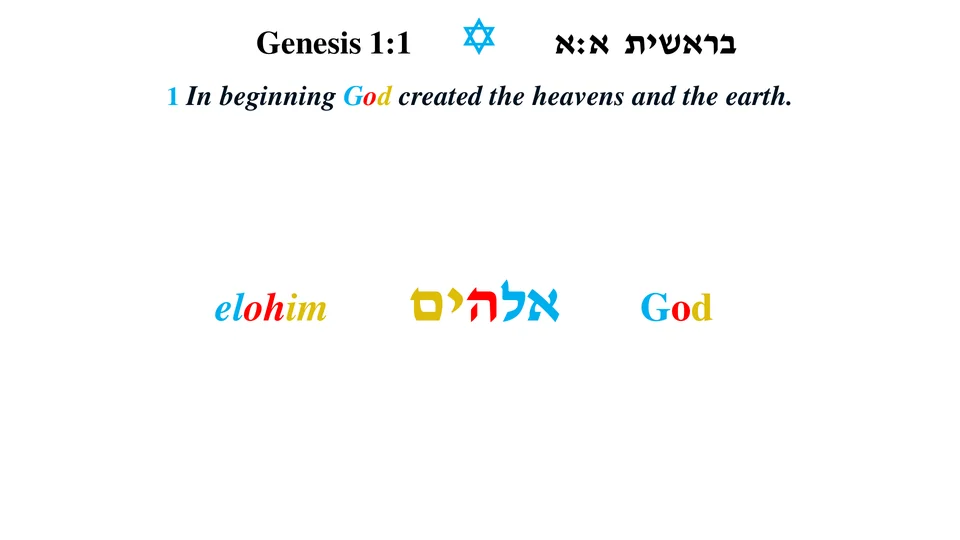 Genesis 1:1 ✡ בראשית א:א
1 In beginning God created the heavens and the earth.
elohim אלהים God